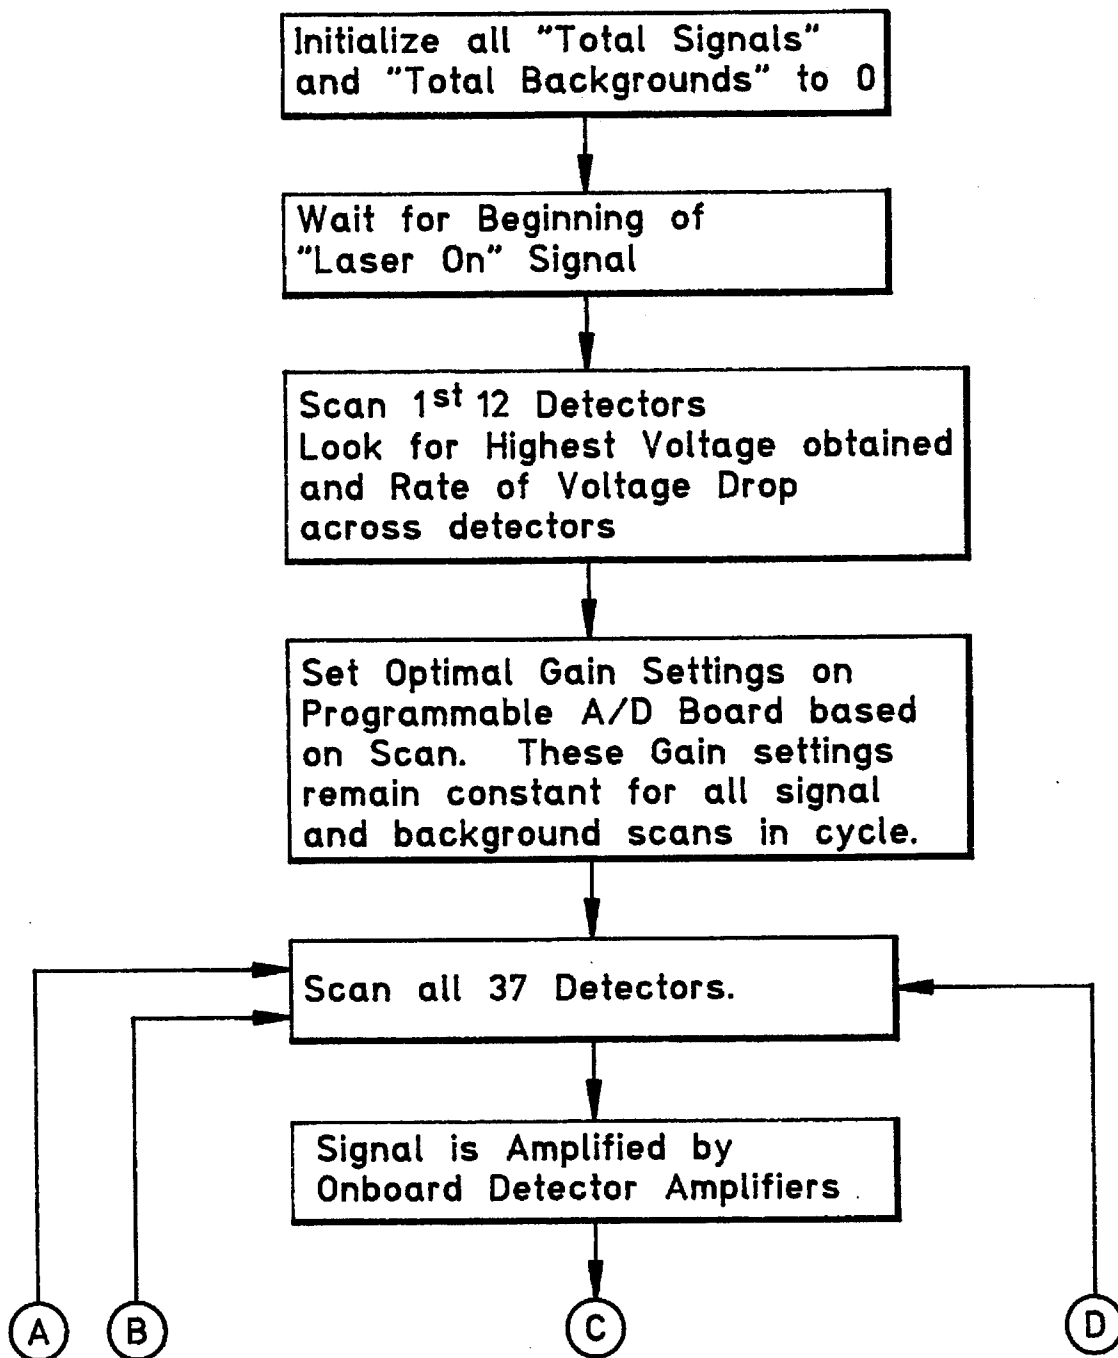 Initialize all "Total Signals"
and "Total Backgrounds" to 0
Wait for Beginning of
"Laser On" Signal
Scan 1st 12 Detectors
Look for Highest Voltage obtained
and Rate of Voltage Drop
across detectors
Set Optimal Gain Settings on
Programmable A/D Board based
on Scan. These Gain settings
remain constant for all signal
and background scans in cycle.
Scan all 37 Detectors.
Signal is Amplified by
Onboard Detector Amplifiers
A B C D